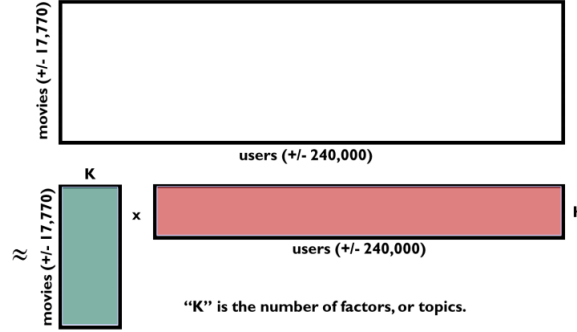 movies (+/- 17,770)
users (+/- 240,000)
K
≈
movies (+/- 17,770)
x
users (+/- 240,000)
“K” is the number of factors, or topics.